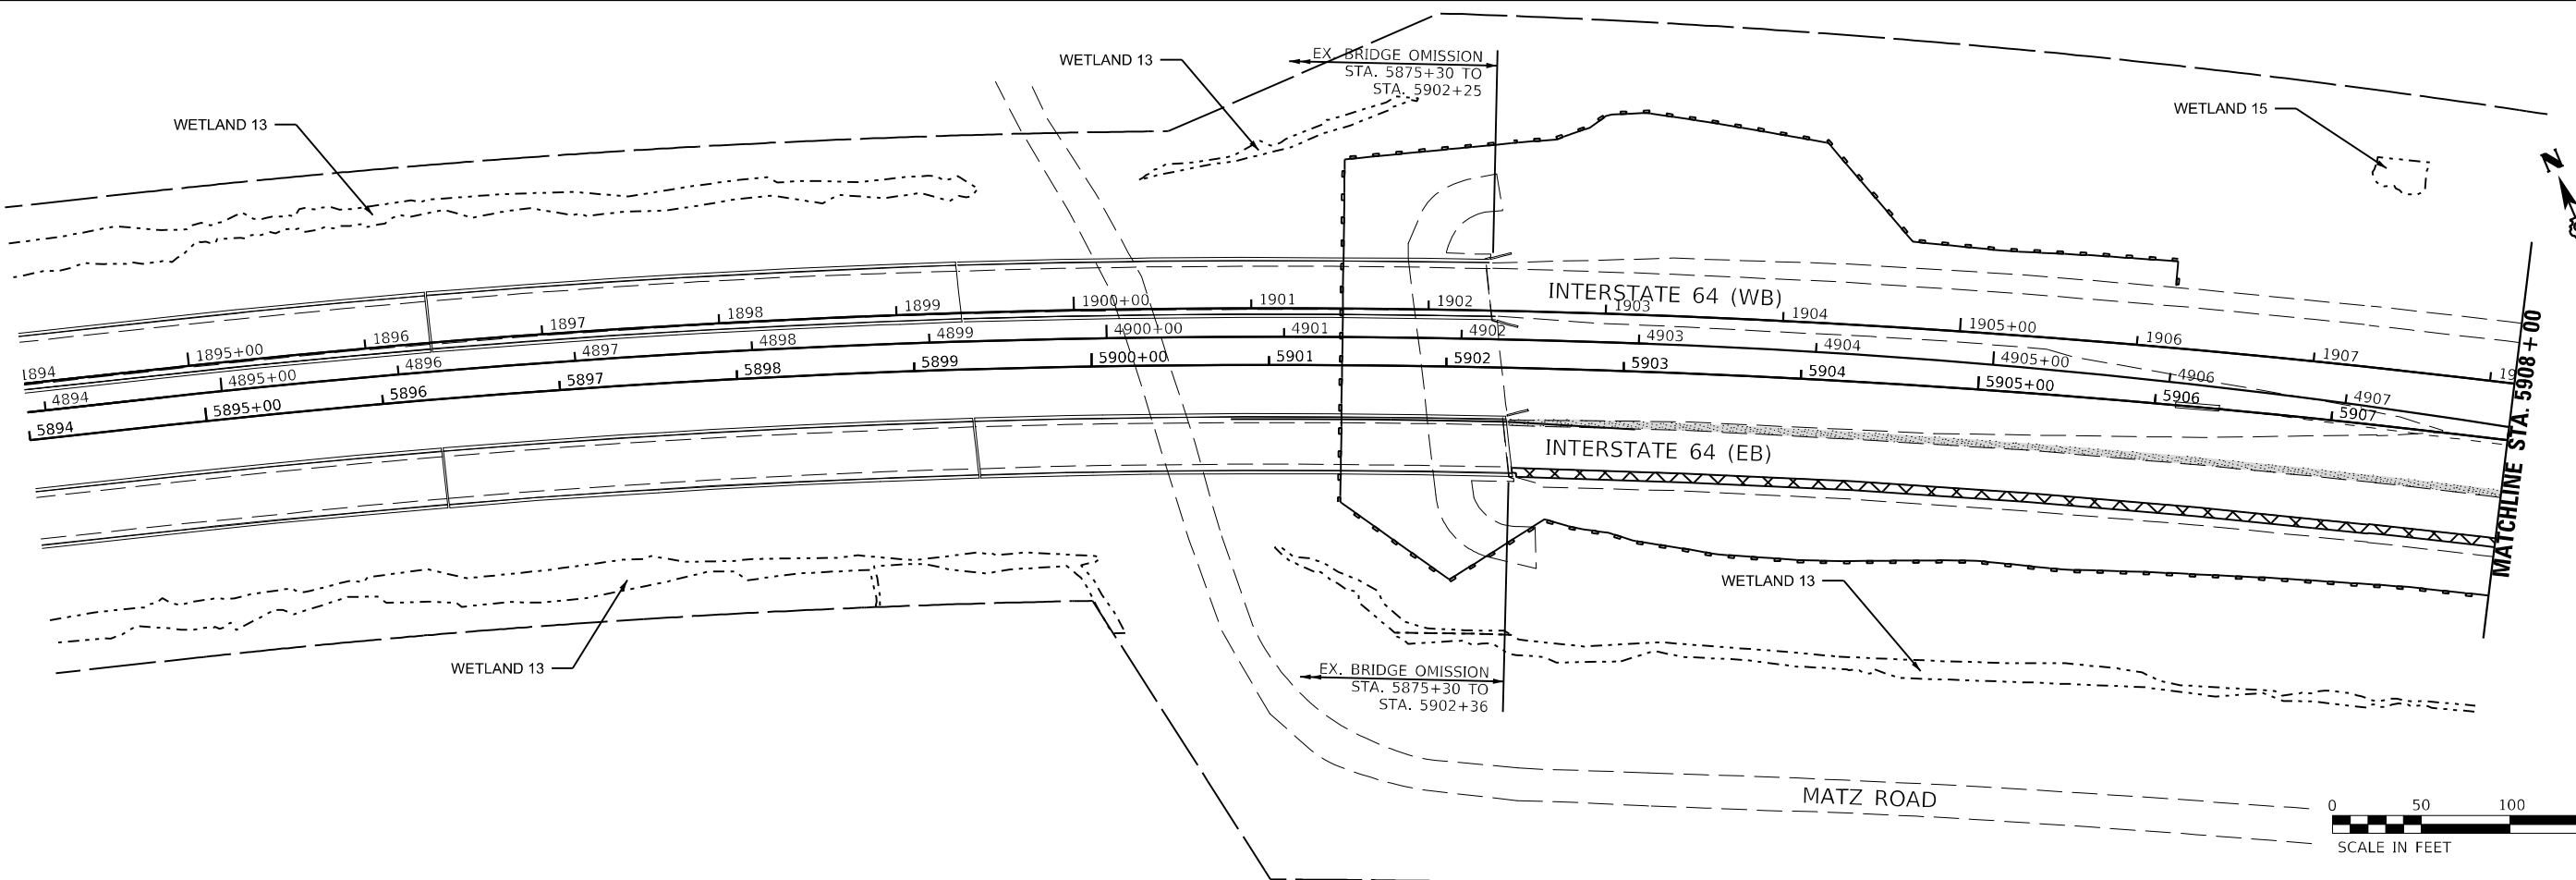 EX. BRIDGE OMISSION
STA. 5875+30 TO
STA. 5902+25
WETLAND 13
WETLAND 13
WETLAND 15
N
INTERSTATE 64 (WB)
1894
1895+00
1896
1897
1898
1899
1900+00
1901
1902
1903
1904
1905+00
1906
1907
4894
4895+00
4896
4897
4898
4899
4900+00
4901
4902
4903
4904
4905+00
4906
4907
5894
5895+00
5896
5897
5898
5899
5900+00
5901
5902
5903
5904
5905+00
5906
5907
MATCHLINE STA. 5908+00
INTERSTATE 64 (EB)
WETLAND 13
WETLAND 13
EX. BRIDGE OMISSION
STA. 5875+30 TO
STA. 5902+36
MATZ ROAD
0 50 100
SCALE IN FEET